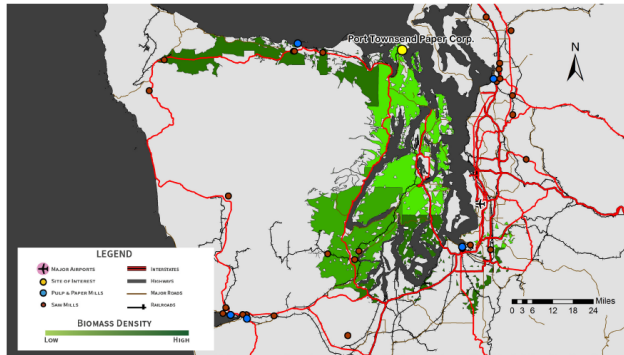 Port Townsend Paper Corp.
N
LEGEND
MAJOR AIRPORTS
INTERSTATES
SITE OF INTEREST
HIGHWAYS
PULP & PAPER MILLS
MAJOR ROADS
SAW MILLS
RAILROADS
BIOMASS DENSITY
LOW HIGH
Miles
0 3 6 12 18 24